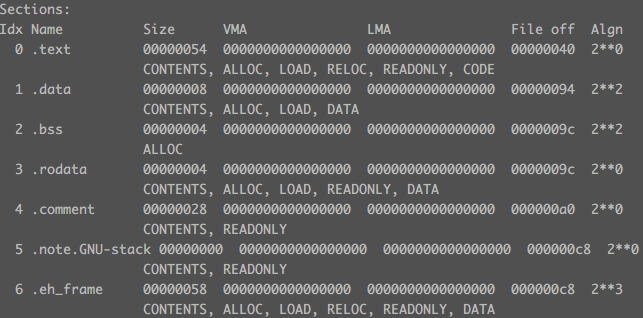 Sections:
Idx Name          Size      VMA               LMA               File off  Algn
  0 .text         00000054  0000000000000000  0000000000000000  00000040  2**0
                  CONTENTS, ALLOC, LOAD, RELOC, READONLY, CODE
  1 .data         00000008  0000000000000000  0000000000000000  00000094  2**2
                  CONTENTS, ALLOC, LOAD, DATA
  2 .bss          00000004  0000000000000000  0000000000000000  0000009c  2**2
                  ALLOC
  3 .rodata       00000004  0000000000000000  0000000000000000  0000009c  2**0
                  CONTENTS, ALLOC, LOAD, READONLY, DATA
  4 .comment      00000028  0000000000000000  0000000000000000  000000a0  2**0
                  CONTENTS, READONLY
  5 .note.GNU-stack 00000000  0000000000000000  0000000000000000  000000c8  2**0
                  CONTENTS, READONLY
  6 .eh_frame     00000058  0000000000000000  0000000000000000  000000c8  2**3
                  CONTENTS, ALLOC, LOAD, RELOC, READONLY, DATA